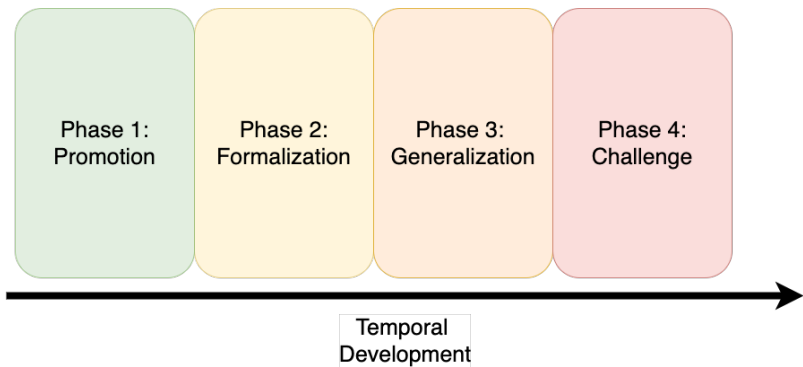 Phase 1:
Promotion
Phase 2:
Formalization
Phase 3:
Generalization
Phase 4:
Challenge
Temporal
Development